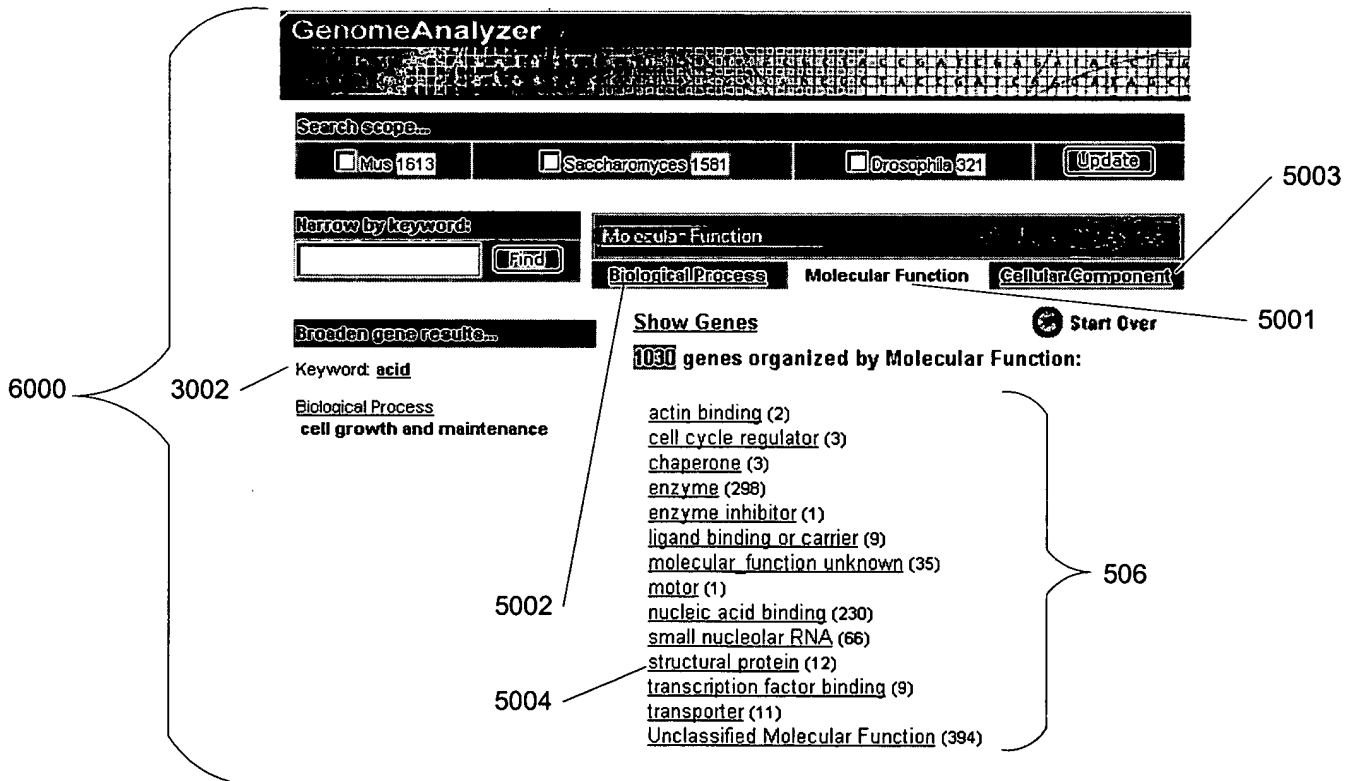 GenomeAnalyzer
Search scope...
Mus 1613 Saccharomyces 1581 Drosophila 321 Update
5003
Narrow by keyword:
Find
Molecular Function
Biological Process Molecular Function Cellular Component
Show Genes Start Over 5001
Broaden gene results...
1030 genes organized by Molecular Function:
6000 3002 Keyword: acid
Biological Process
cell growth and maintenance
actin binding (2)
cell cycle regulator (3)
chaperone (3)
enzyme (298)
enzyme inhibitor (1)
ligand binding or carrier (9)
molecular_function unknown (35)
506
motor (1)
5002
nucleic acid binding (230)
small nucleolar RNA (66)
structural protein (12)
5004
transcription factor binding (9)
transporter (11)
Unclassified Molecular Function (394)